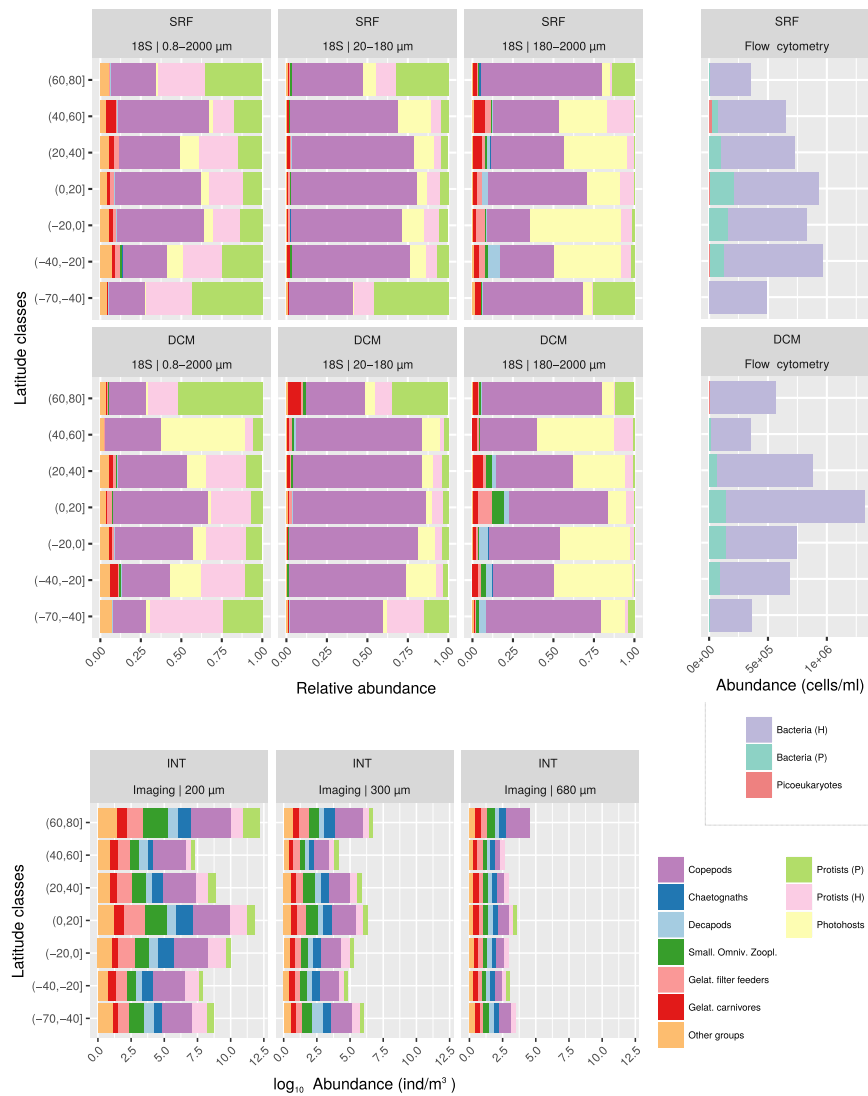 SRF
18S | 0.8−2000 µm
SRF
18S | 20−180 µm
SRF
18S | 180−2000 µm
SRF
Flow cytometry
(60,80]
(40,60]
(20,40]
(0,20]
(−20,0]
(−40,−20]
(−70,−40]
Latitude classes
DCM
18S | 0.8−2000 µm
DCM
18S | 20−180 µm
DCM
18S | 180−2000 µm
DCM
Flow cytometry
(60,80]
(40,60]
(20,40]
(0,20]
(−20,0]
(−40,−20]
(−70,−40]
0.00 0.25 0.50 0.75 1.00
0.00 0.25 0.50 0.75 1.00
0.00 0.25 0.50 0.75 1.00
0e+00 5e+05 1e+06
Relative abundance
Abundance (cells/ml)
Bacteria (H)
Bacteria (P)
Picoeukaryotes
INT
Imaging | 200 µm
INT
Imaging | 300 µm
INT
Imaging | 680 µm
(60,80]
(40,60]
(20,40]
(0,20]
(−20,0]
(−40,−20]
(−70,−40]
Latitude classes
0.0 2.5 5.0 7.5 10.0 12.5
0.0 2.5 5.0 7.5 10.0 12.5
0.0 2.5 5.0 7.5 10.0 12.5
log₁₀ Abundance (ind/m³ )
Copepods
Chaetognaths
Decapods
Small. Omniv. Zoopl.
Gelat. filter feeders
Gelat. carnivores
Other groups
Protists (P)
Protists (H)
Photohosts